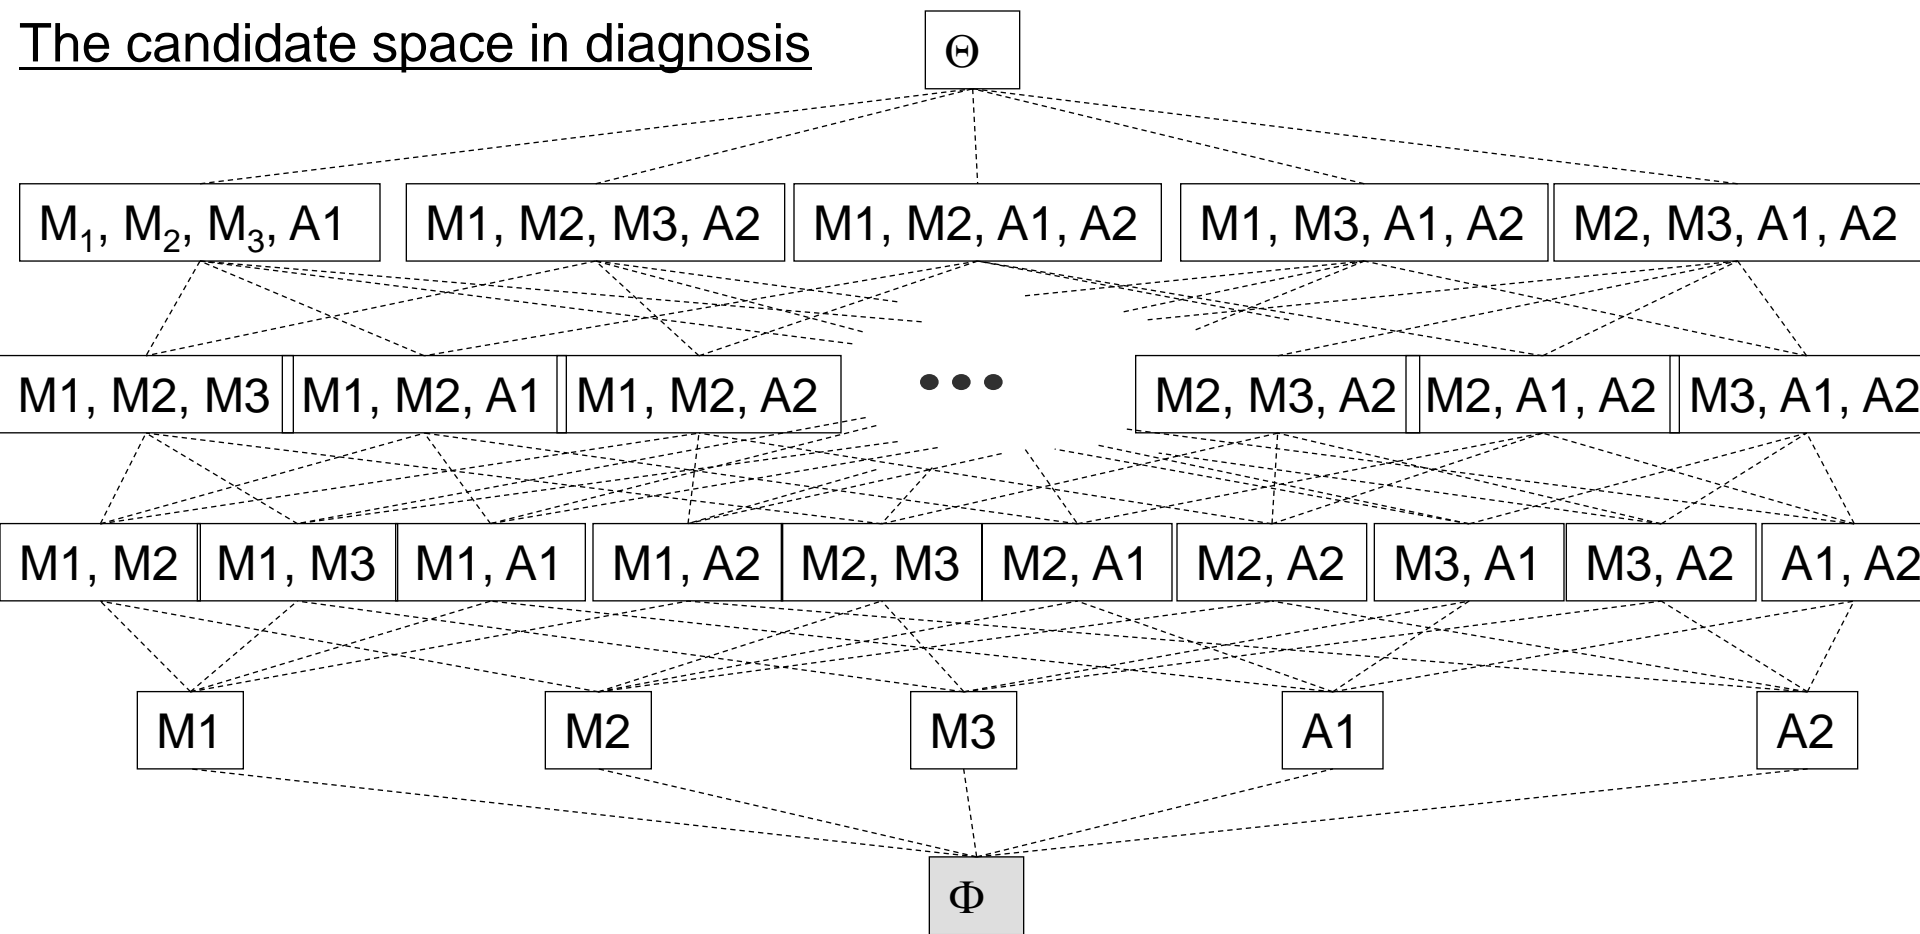 The candidate space in diagnosis
Θ
M₁, M₂, M₃, A1
M1, M2, M3, A2
M1, M2, A1, A2
M1, M3, A1, A2
M2, M3, A1, A2
M1, M2, M3
M1, M2, A1
M1, M2, A2
•••
M2, M3, A2
M2, A1, A2
M3, A1, A2
M1, M2
M1, M3
M1, A1
M1, A2
M2, M3
M2, A1
M2, A2
M3, A1
M3, A2
A1, A2
M1
M2
M3
A1
A2
Φ